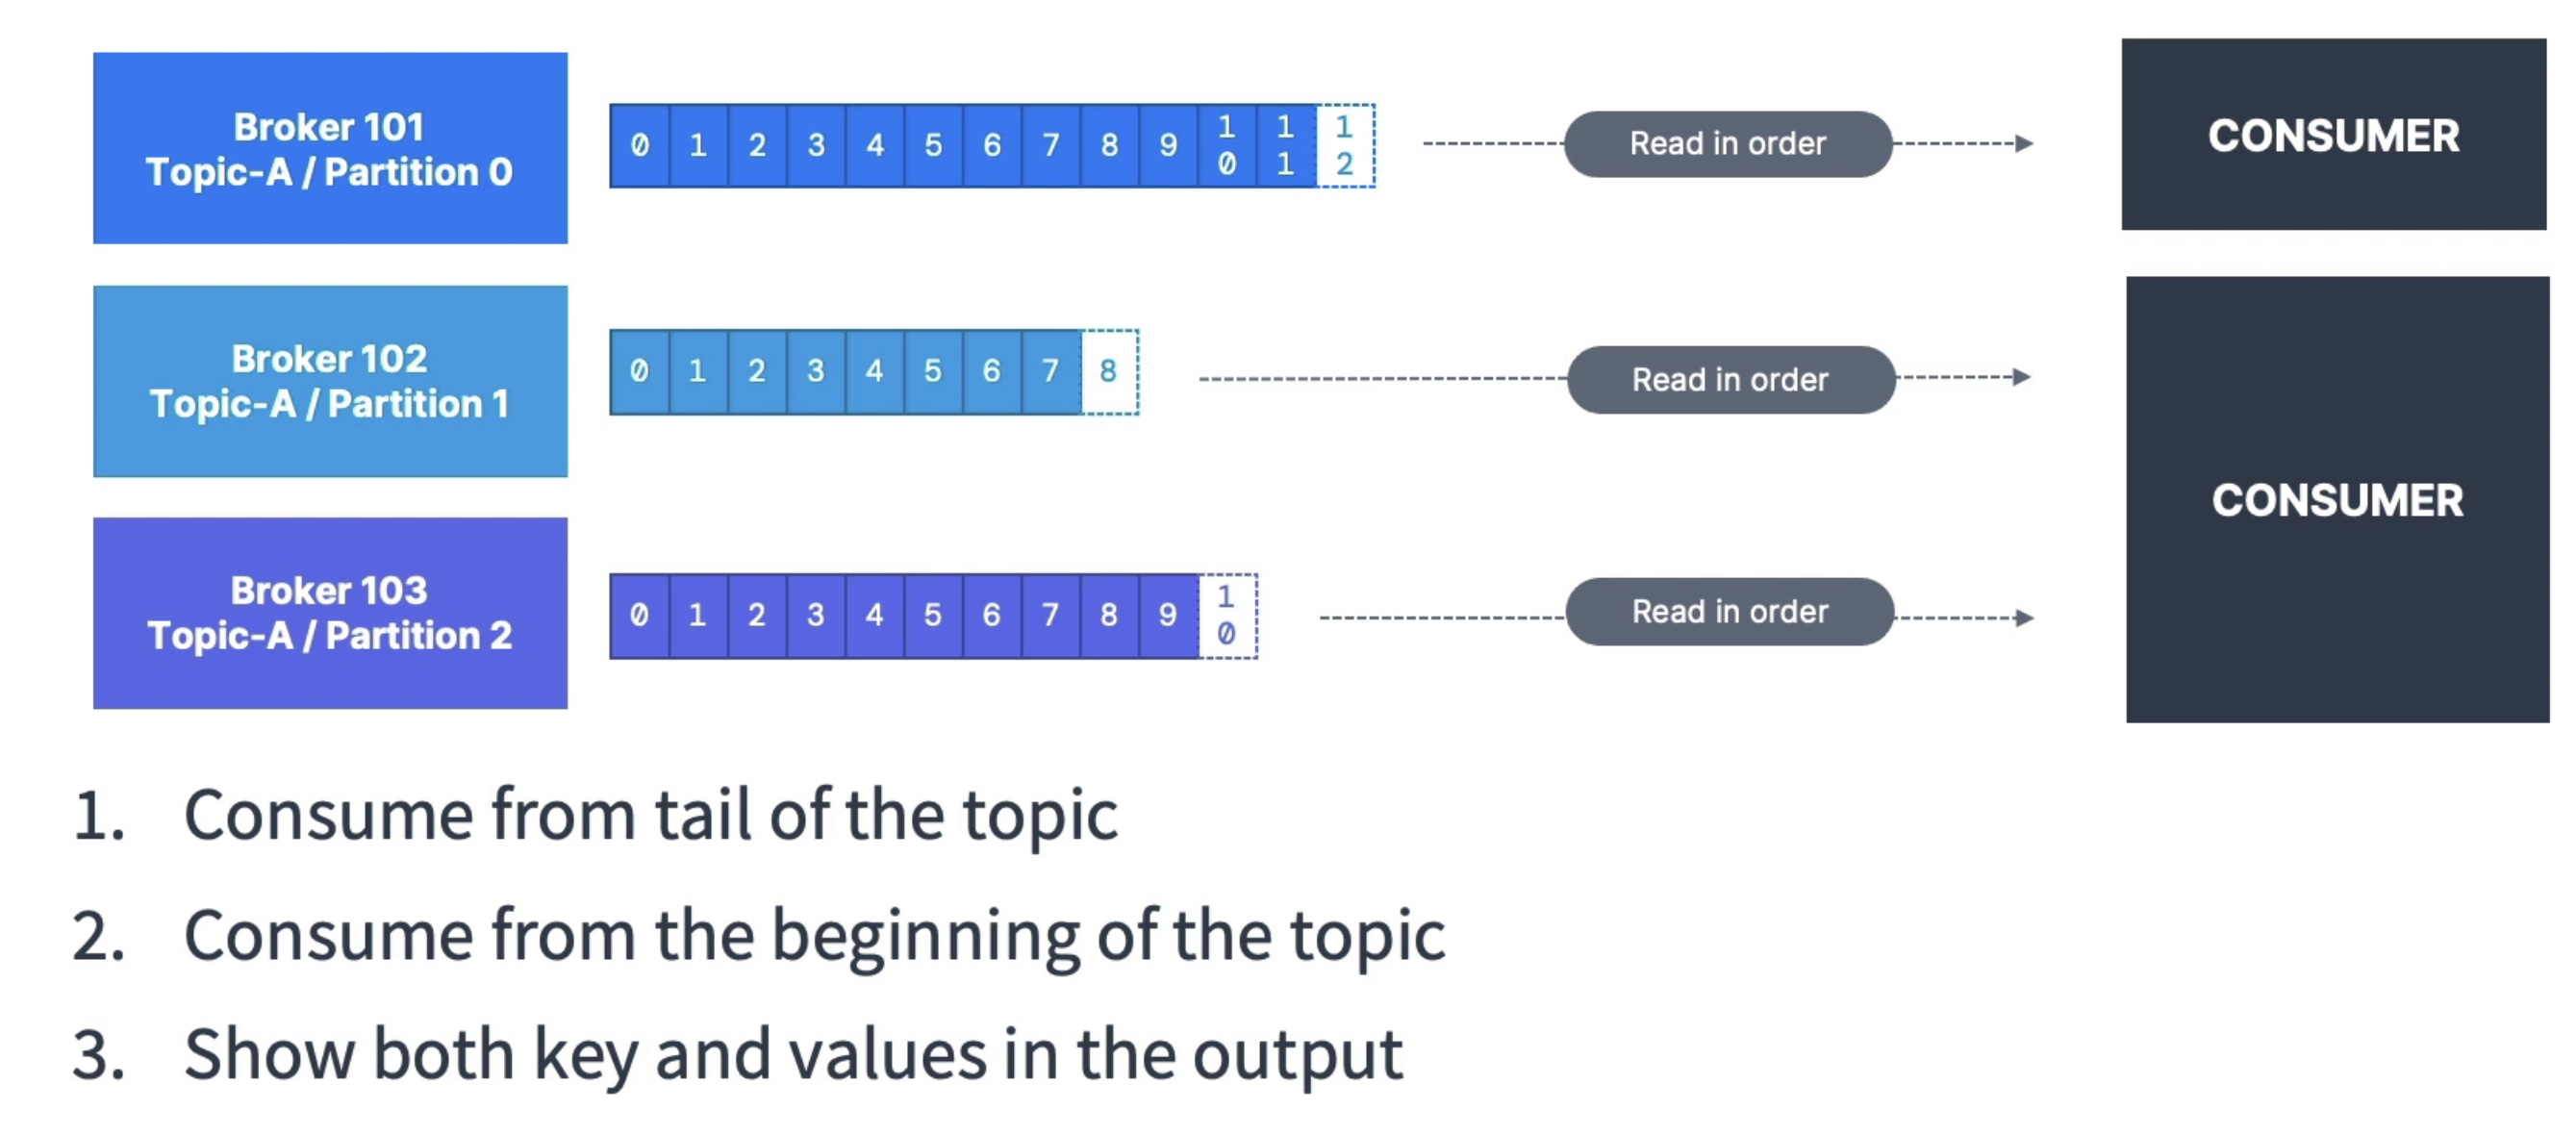 Broker 101
Topic-A / Partition 0
0 1 2 3 4 5 6 7 8 9 10 11 12
Read in order
CONSUMER
Broker 102
Topic-A / Partition 1
0 1 2 3 4 5 6 7 8
Read in order
CONSUMER
Broker 103
Topic-A / Partition 2
0 1 2 3 4 5 6 7 8 9 10
Read in order
1. Consume from tail of the topic
2. Consume from the beginning of the topic
3. Show both key and values in the output